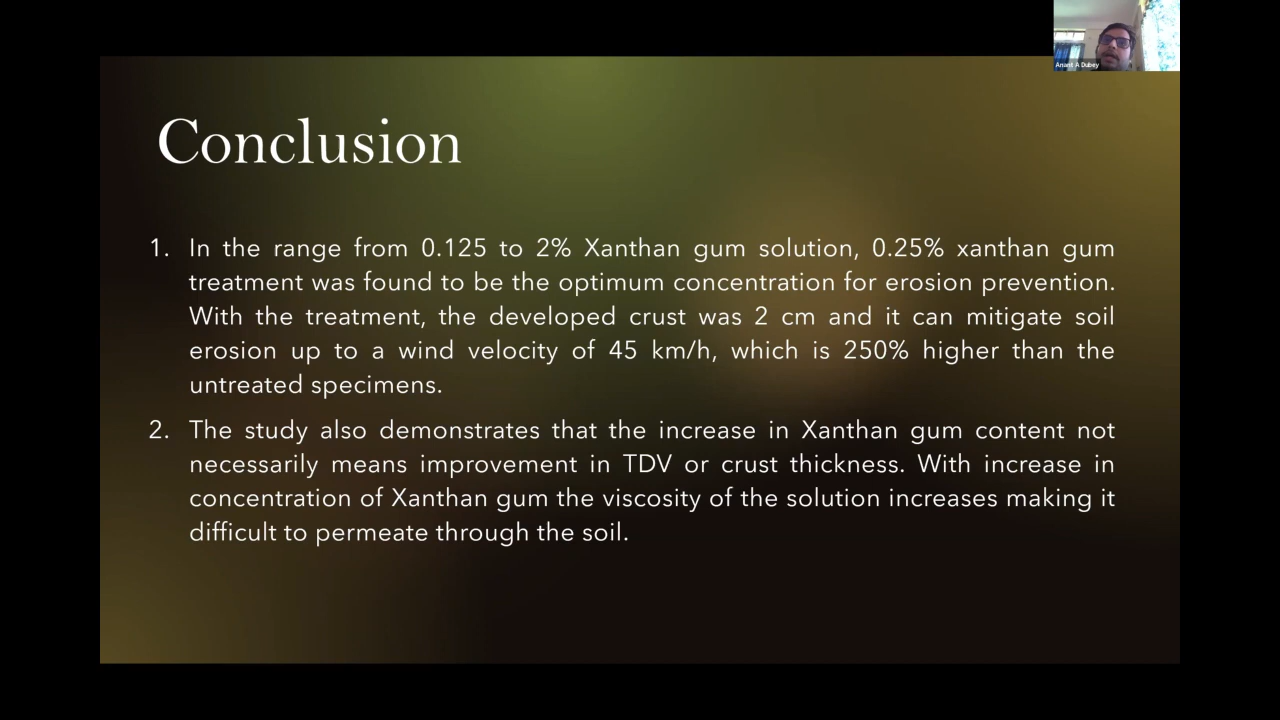 Anant A Dubey
Conclusion
1. In the range from 0.125 to 2% Xanthan gum solution, 0.25% xanthan gum
treatment was found to be the optimum concentration for erosion prevention.
With the treatment, the developed crust was 2 cm and it can mitigate soil
erosion up to a wind velocity of 45 km/h, which is 250% higher than the
untreated specimens.
2. The study also demonstrates that the increase in Xanthan gum content not
necessarily means improvement in TDV or crust thickness. With increase in
concentration of Xanthan gum the viscosity of the solution increases making it
difficult to permeate through the soil.